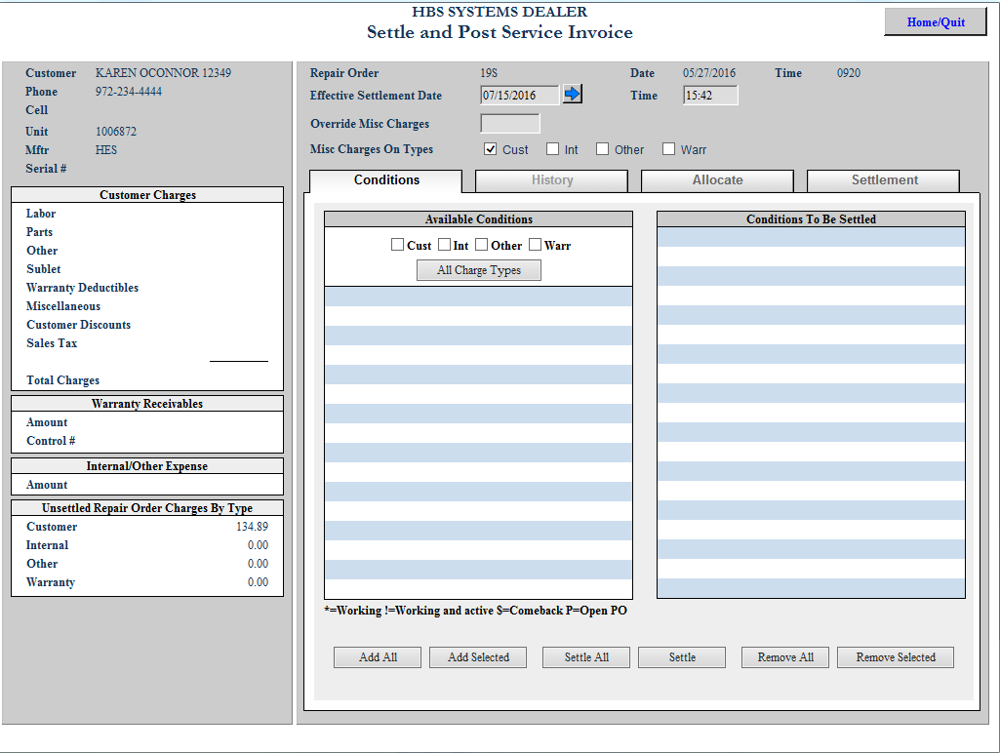 HBS SYSTEMS DEALER
Settle and Post Service Invoice
Home/Quit
Customer KAREN OCONNOR 12349
Phone 972-234-4444
Cell
Unit 1006872
Mftr HES
Serial #
Customer Charges
Labor
Parts
Other
Sublet
Warranty Deductibles
Miscellaneous
Customer Discounts
Sales Tax
Total Charges
Warranty Receivables
Amount
Control #
Internal/Other Expense
Amount
Unsettled Repair Order Charges By Type
Customer 134.89
Internal 0.00
Other 0.00
Warranty 0.00
Repair Order 19S Date 05/27/2016 Time 0920
Effective Settlement Date 07/15/2016 Time 15:42
Override Misc Charges
Misc Charges On Types Cust Int Other Warr
Conditions History Allocate Settlement
Available Conditions
Cust Int Other Warr
All Charge Types
Conditions To Be Settled
*=Working !=Working and active $=Comeback P=Open PO
Add All Add Selected Settle All Settle Remove All Remove Selected